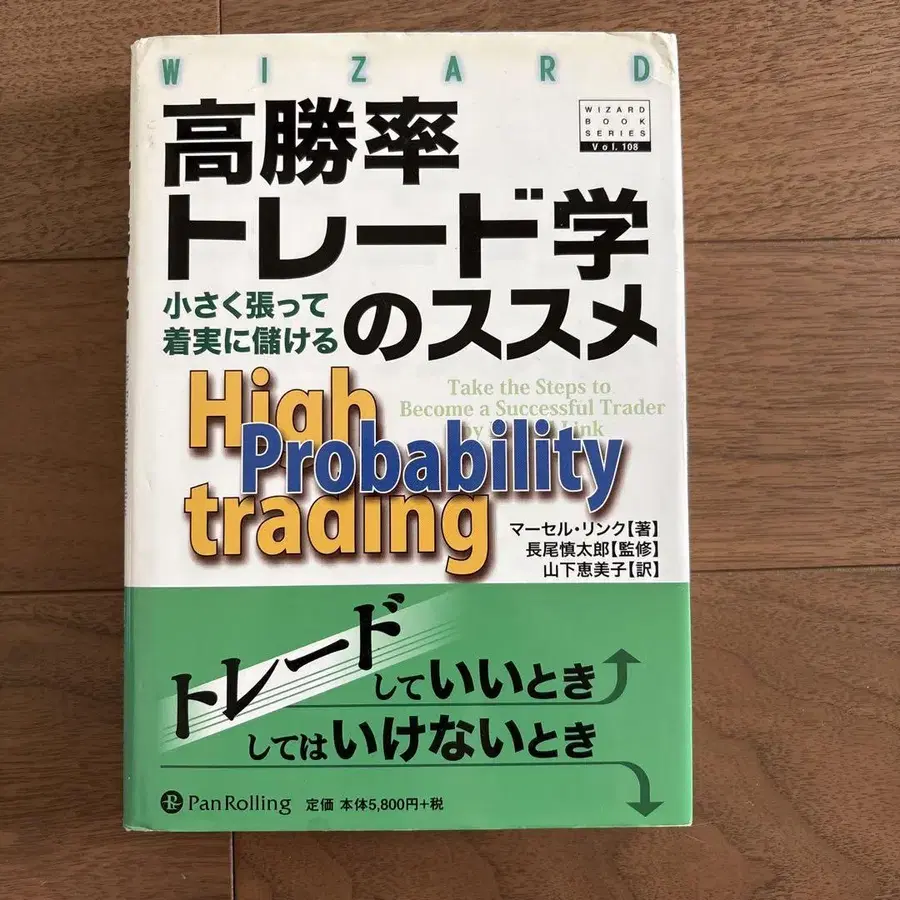 WIZARD
WIZARD
BOOK
SERIES
Vol. 108
高勝率
トレード学
のススメ
小さく張って
着実に儲ける
Take the Steps to
Become a Successful Trader
by Link
High
Probability
trading
マーセル・リンク【著】
長尾慎太郎【監修】
山下恵美子【訳】
トレードしていいとき
してはいけないとき
PanRolling 定価 本体5,800円+税